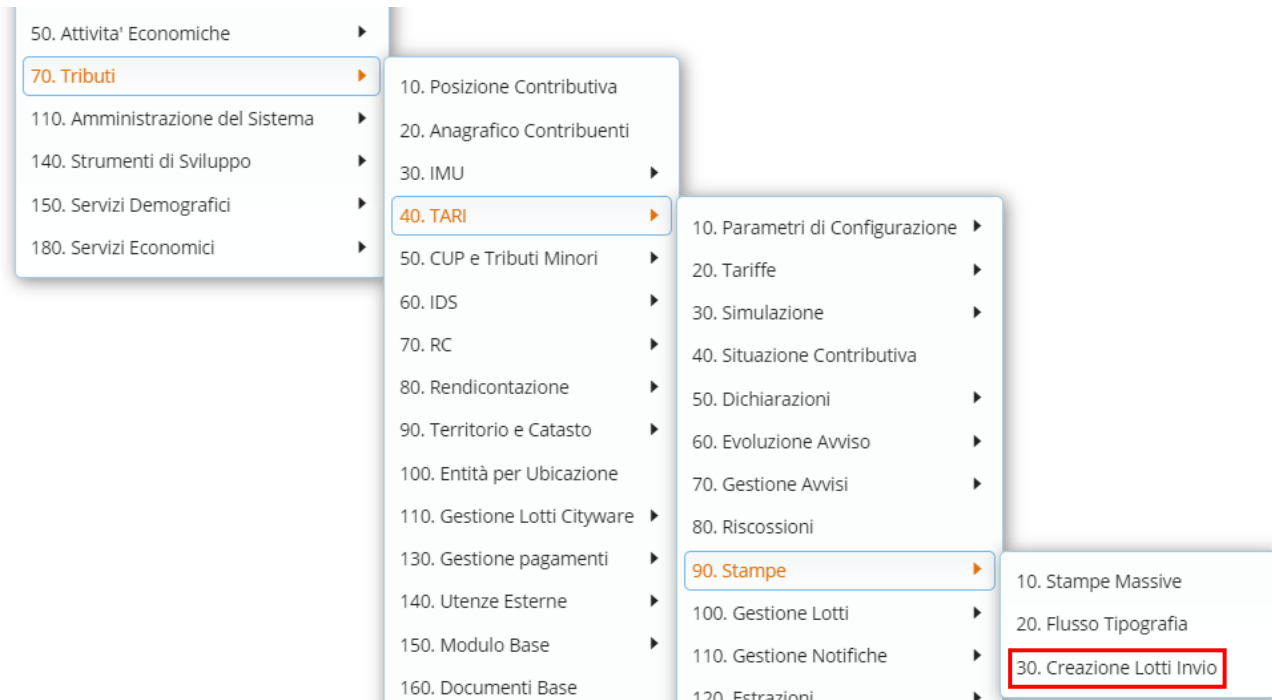 50. Attivita' Economiche
70. Tributi
110. Amministrazione del Sistema
140. Strumenti di Sviluppo
150. Servizi Demografici
180. Servizi Economici
10. Posizione Contributiva
20. Anagrafico Contribuenti
30. IMU
40. TARI
50. CUP e Tributi Minori
60. IDS
70. RC
80. Rendicontazione
90. Territorio e Catasto
100. Entità per Ubicazione
110. Gestione Lotti Cityware
130. Gestione pagamenti
140. Utenze Esterne
150. Modulo Base
160. Documenti Base
10. Parametri di Configurazione
20. Tariffe
30. Simulazione
40. Situazione Contributiva
50. Dichiarazioni
60. Evoluzione Avviso
70. Gestione Avvisi
80. Riscossioni
90. Stampe
100. Gestione Lotti
110. Gestione Notifiche
120. Estrazioni
10. Stampe Massive
20. Flusso Tipografia
30. Creazione Lotti Invio